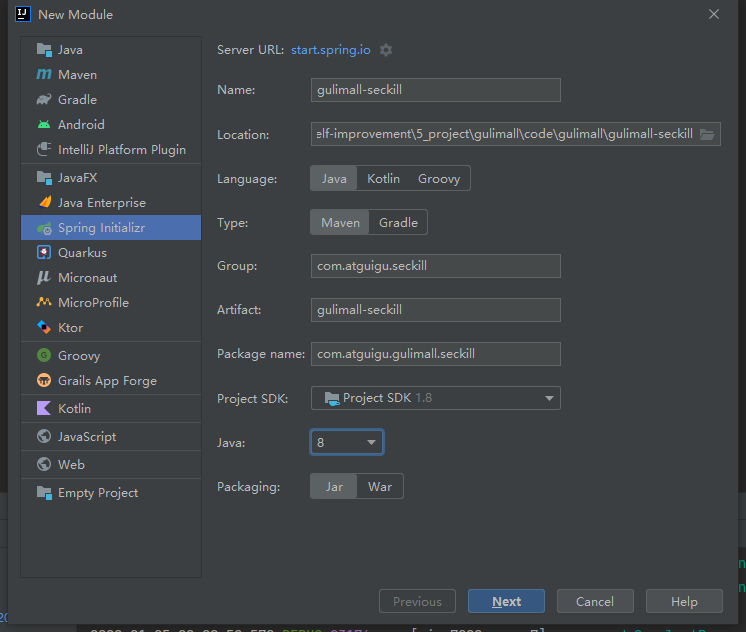 New Module
Java
Maven
Gradle
Android
IntelliJ Platform Plugin
JavaFX
Java Enterprise
Spring Initializr
Quarkus
Micronaut
MicroProfile
Ktor
Groovy
Grails App Forge
Kotlin
JavaScript
Web
Empty Project
Server URL: start.spring.io
Name: gulimall-seckill
Location: elf-improvement\5_project\gulimall\code\gulimall\gulimall-seckill
Language: Java Kotlin Groovy
Type: Maven Gradle
Group: com.atguigu.seckill
Artifact: gulimall-seckill
Package name: com.atguigu.gulimall.seckill
Project SDK: Project SDK 1.8
Java: 8
Packaging: Jar War
Previous Next Cancel Help